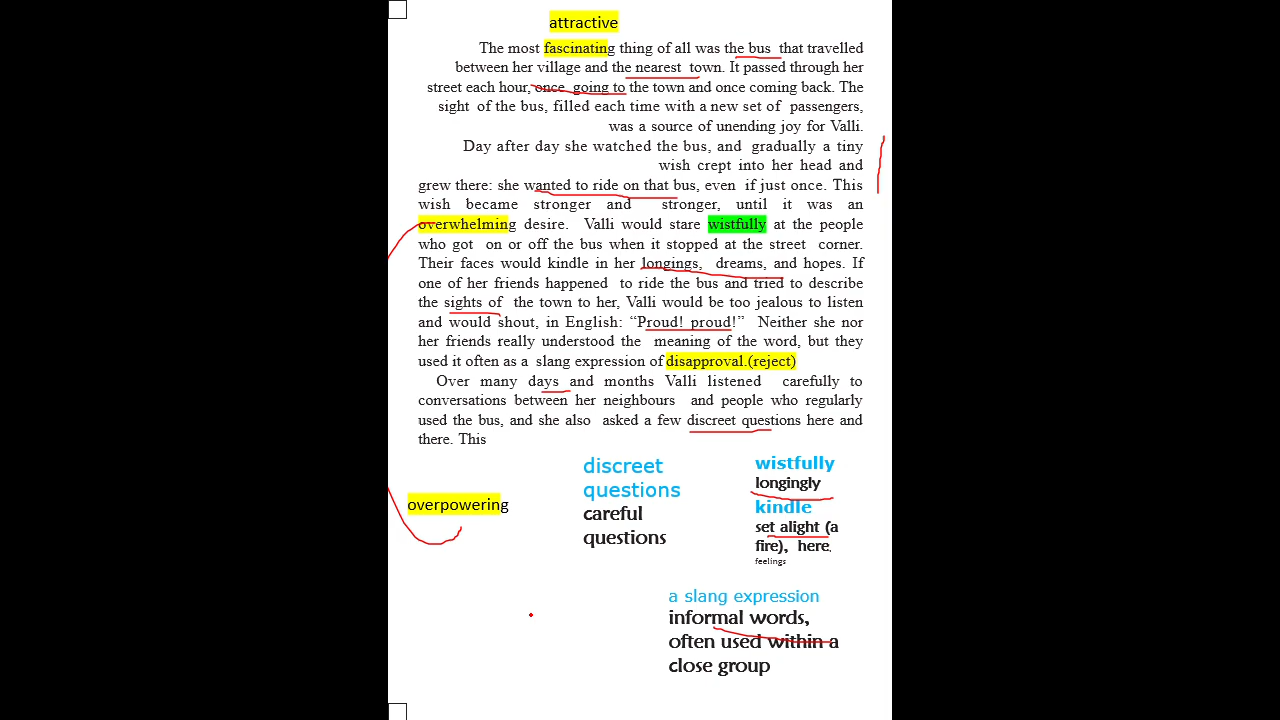 attractive
The most fascinating thing of all was the bus that travelled
between her village and the nearest town. It passed through her
street each hour, once going to the town and once coming back. The
sight of the bus, filled each time with a new set of passengers,
was a source of unending joy for Valli.
Day after day she watched the bus, and gradually a tiny
wish crept into her head and
grew there: she wanted to ride on that bus, even if just once. This
wish became stronger and stronger, until it was an
overwhelming desire. Valli would stare wistfully at the people
who got on or off the bus when it stopped at the street corner.
Their faces would kindle in her longings, dreams, and hopes. If
one of her friends happened to ride the bus and tried to describe
the sights of the town to her, Valli would be too jealous to listen
and would shout, in English: “Proud! proud!” Neither she nor
her friends really understood the meaning of the word, but they
used it often as a slang expression of disapproval.(reject)
Over many days and months Valli listened carefully to
conversations between her neighbours and people who regularly
used the bus, and she also asked a few discreet questions here and
there. This
overpowering
discreet
questions
careful
questions
wistfully
longingly
kindle
set alight (a
fire), here,
feelings
a slang expression
informal words,
often used within a
close group